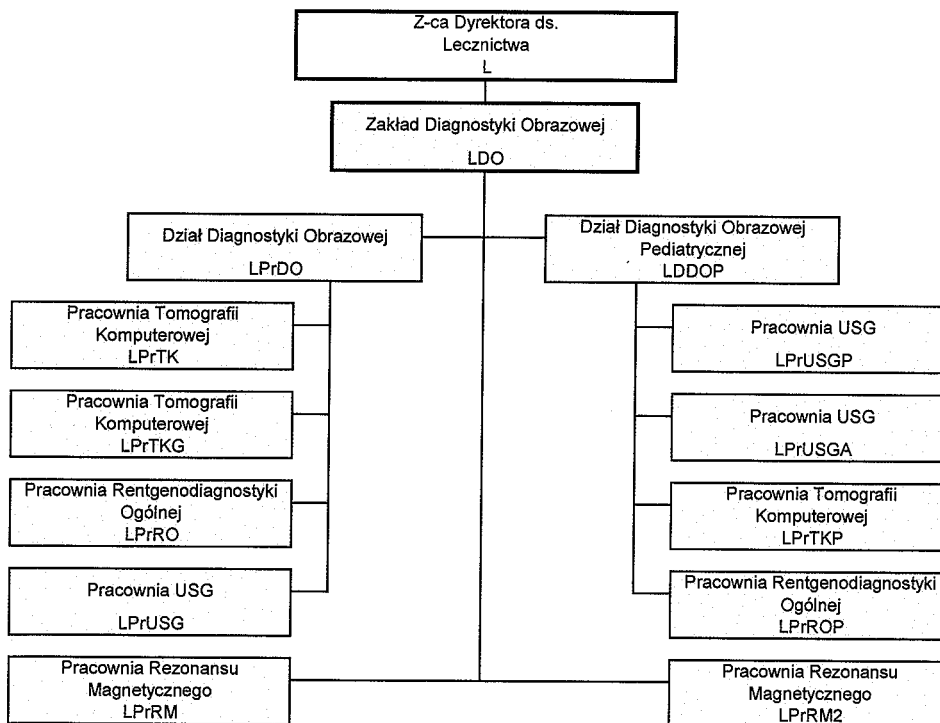 Z-ca Dyrektora ds.
Lecznictwa
L
Zakład Diagnostyki Obrazowej
LDO
Dział Diagnostyki Obrazowej
LPrDO
Dział Diagnostyki Obrazowej
Pediatrycznej
LDDOP
Pracownia Tomografii
Komputerowej
LPrTK
Pracownia Tomografii
Komputerowej
LPrTKG
Pracownia Rentgenodiagnostyki
Ogólnej
LPrRO
Pracownia USG
LPrUSG
Pracownia Rezonansu
Magnetycznego
LPrRM
Pracownia USG
LPrUSGP
Pracownia USG
LPrUSGA
Pracownia Tomografii
Komputerowej
LPrTKP
Pracownia Rentgenodiagnostyki
Ogólnej
LPrROP
Pracownia Rezonansu
Magnetycznego
LPrRM2